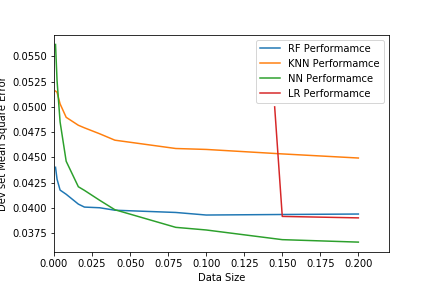 RF Performamce
KNN Performamce
NN Performamce
LR Performamce
0.0550
0.0525
0.0500
0.0475
0.0450
0.0425
0.0400
0.0375
Dev set Mean Square Error
0.000 0.025 0.050 0.075 0.100 0.125 0.150 0.175 0.200
Data Size